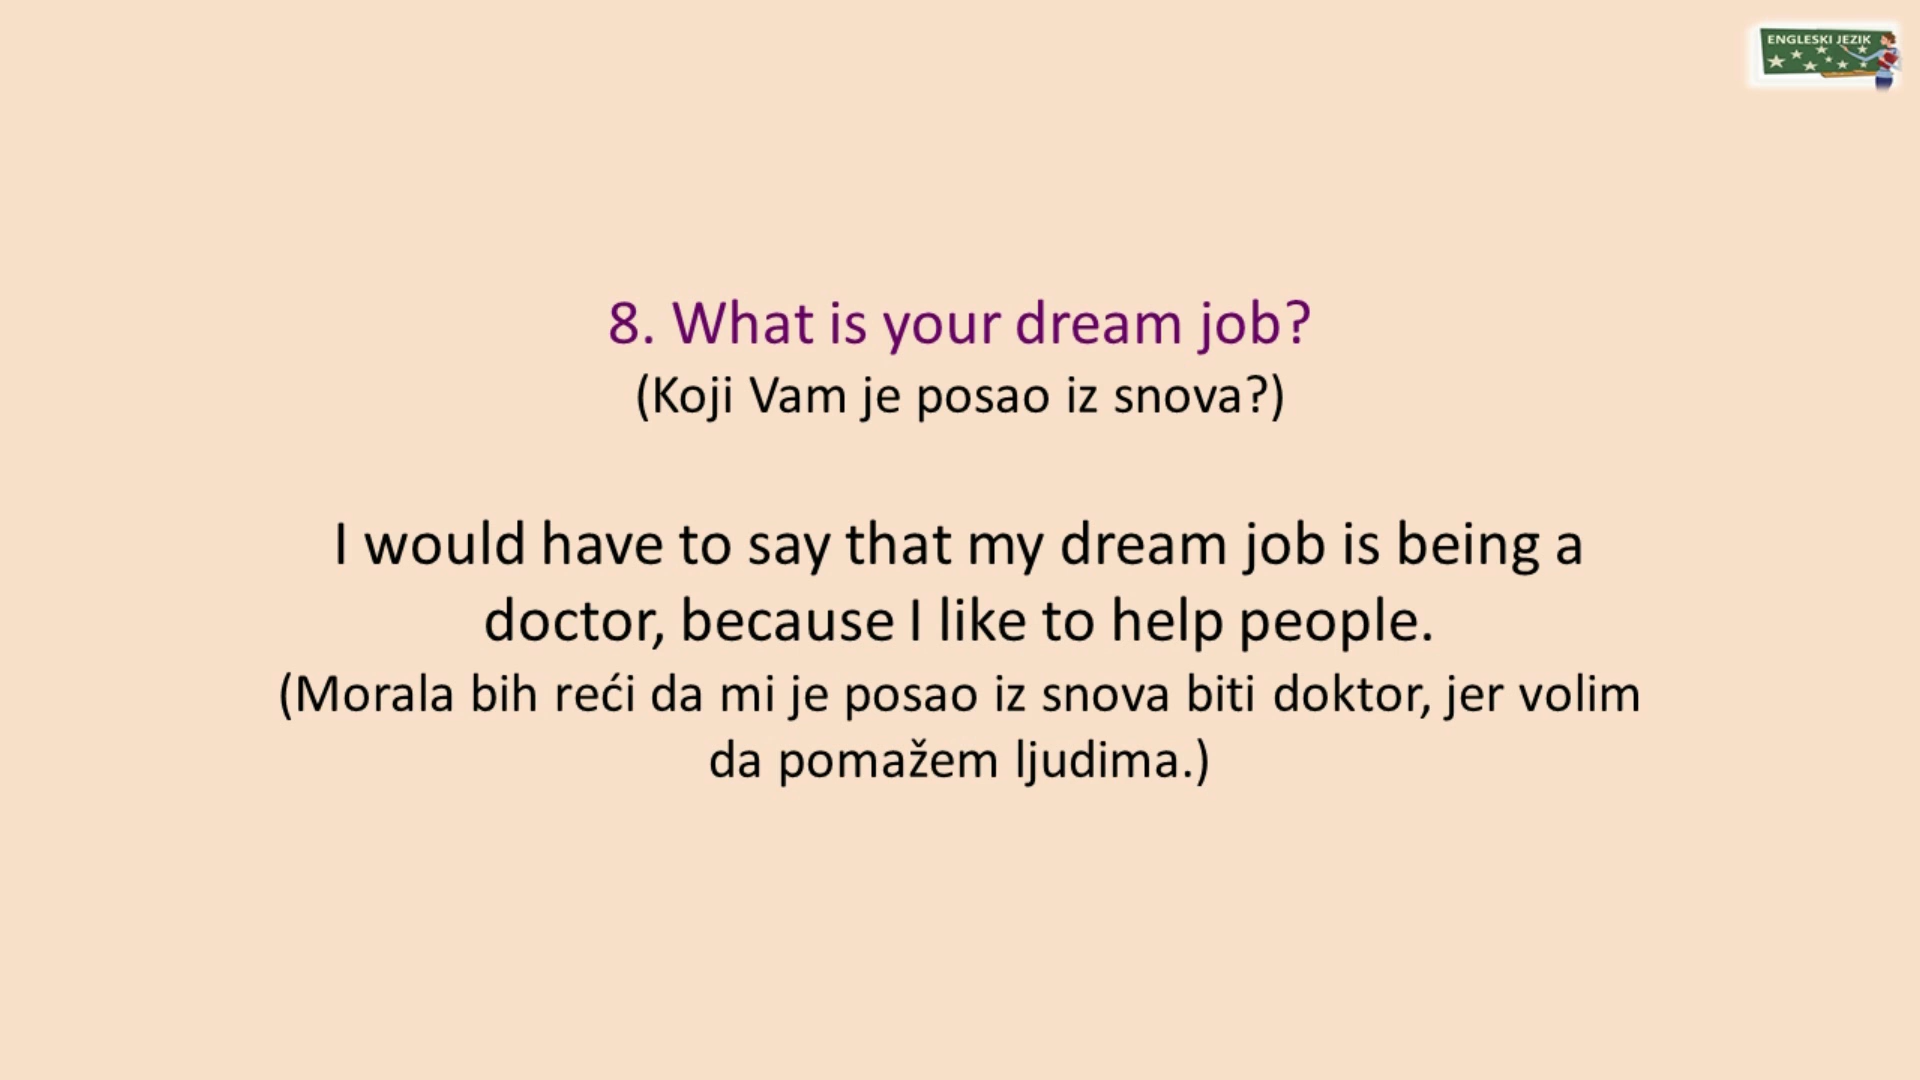 ENGLESKI JEZIK
8. What is your dream job?
(Koji Vam je posao iz snova?)
I would have to say that my dream job is being a
doctor, because I like to help people.
(Morala bih reći da mi je posao iz snova biti doktor, jer volim
da pomažem ljudima.)